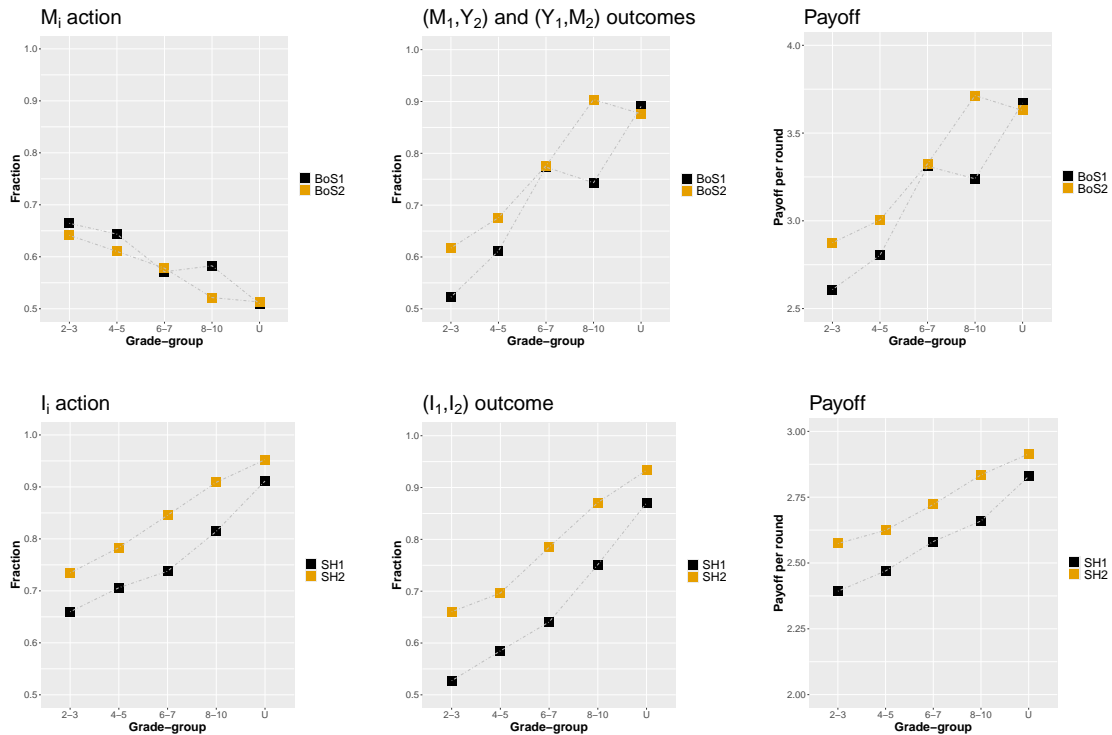 M₁ action
1.0
0.9
0.8
0.7
0.6
0.5
2−3
4−5
6−7
8−10
U
Grade−group
Fraction
BoS1
BoS2
(M₁,Y₂) and (Y₁,M₂) outcomes
1.0
0.9
0.8
0.7
0.6
0.5
2−3
4−5
6−7
8−10
U
Grade−group
Fraction
BoS1
BoS2
Payoff
4.0
3.5
3.0
2.5
2−3
4−5
6−7
8−10
U
Grade−group
Payoff per round
BoS1
BoS2
Iᵢ action
1.0
0.9
0.8
0.7
0.6
0.5
2−3
4−5
6−7
8−10
U
Grade−group
Fraction
SH1
SH2
(I₁,I₂) outcome
1.0
0.9
0.8
0.7
0.6
0.5
2−3
4−5
6−7
8−10
U
Grade−group
Fraction
SH1
SH2
Payoff
3.00
2.75
2.50
2.25
2.00
2−3
4−5
6−7
8−10
U
Grade−group
Payoff per round
SH1
SH2